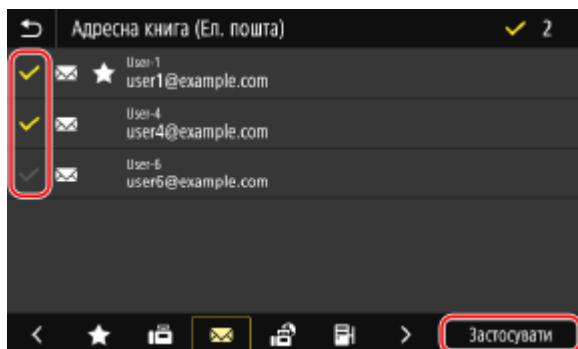 Адресна книга (Ел. пошта) 2
User-1
user1@example.com
User-4
user4@example.com
User-6
user6@example.com
Застосувати